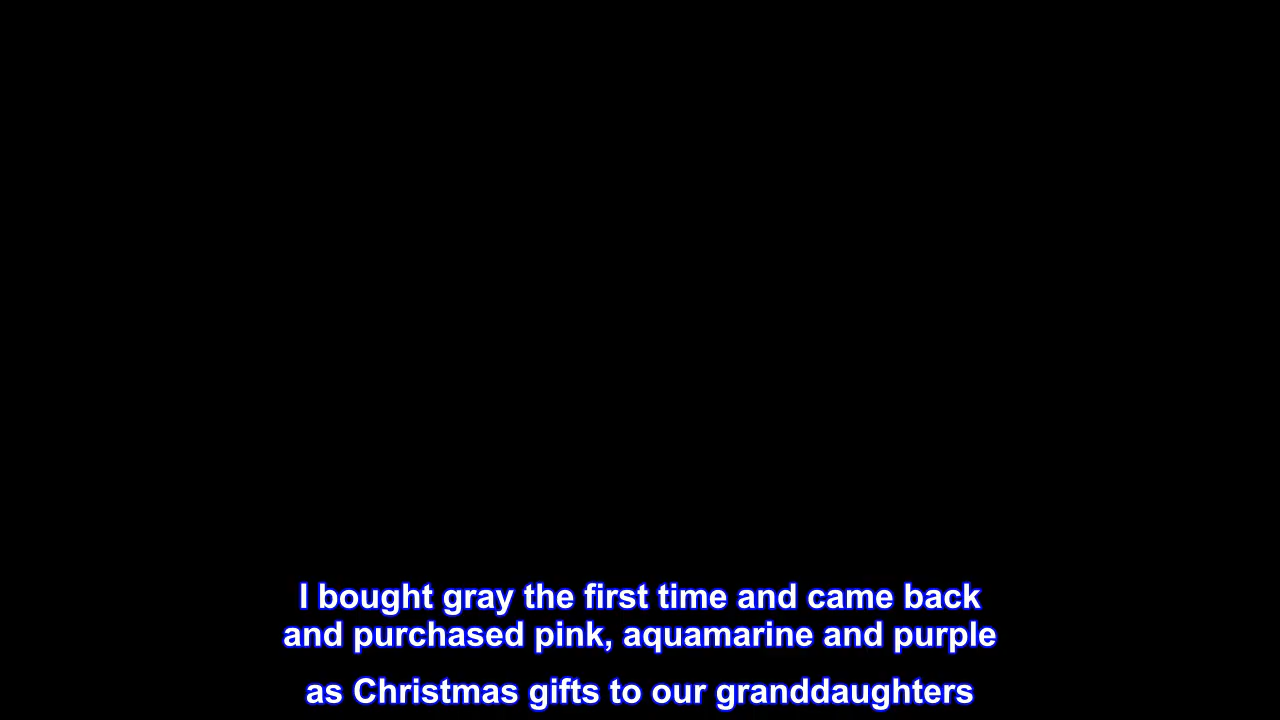 I bought gray the first time and came back
and purchased pink, aquamarine and purple
as Christmas gifts to our granddaughters